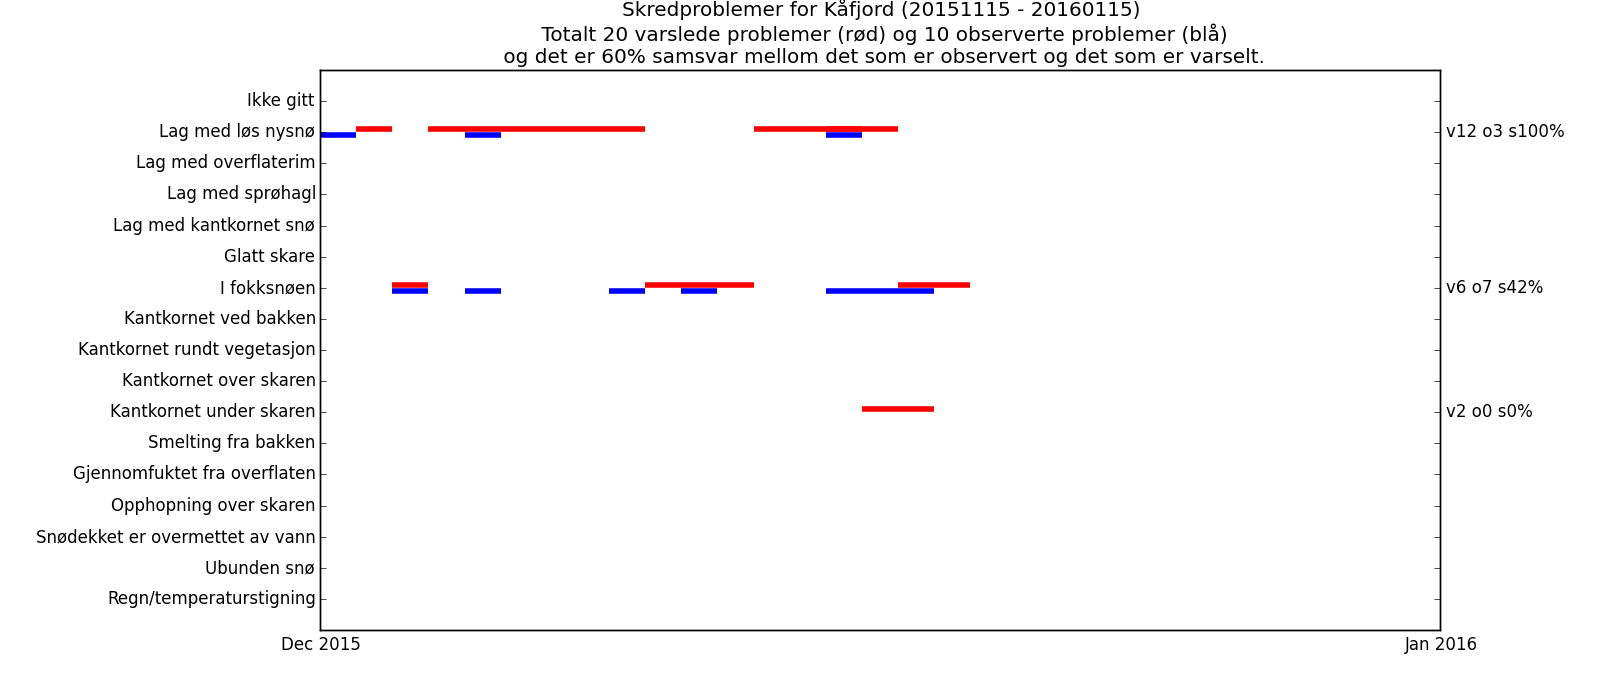 Skredproblemer for Kåfjord (20151115 - 20160115)
Totalt 20 varslede problemer (rød) og 10 observerte problemer (blå)
og det er 60% samsvar mellom det som er observert og det som er varselt.
Ikke gitt
Lag med løs nysnø v12 o3 s100%
Lag med overflaterim
Lag med sprøhagl
Lag med kantkornet snø
Glatt skare
I fokksnøen v6 o7 s42%
Kantkornet ved bakken
Kantkornet rundt vegetasjon
Kantkornet over skaren
Kantkornet under skaren v2 o0 s0%
Smelting fra bakken
Gjennomfuktet fra overflaten
Opphopning over skaren
Snødekket er overmettet av vann
Ubunden snø
Regn/temperaturstigning
Dec 2015 Jan 2016